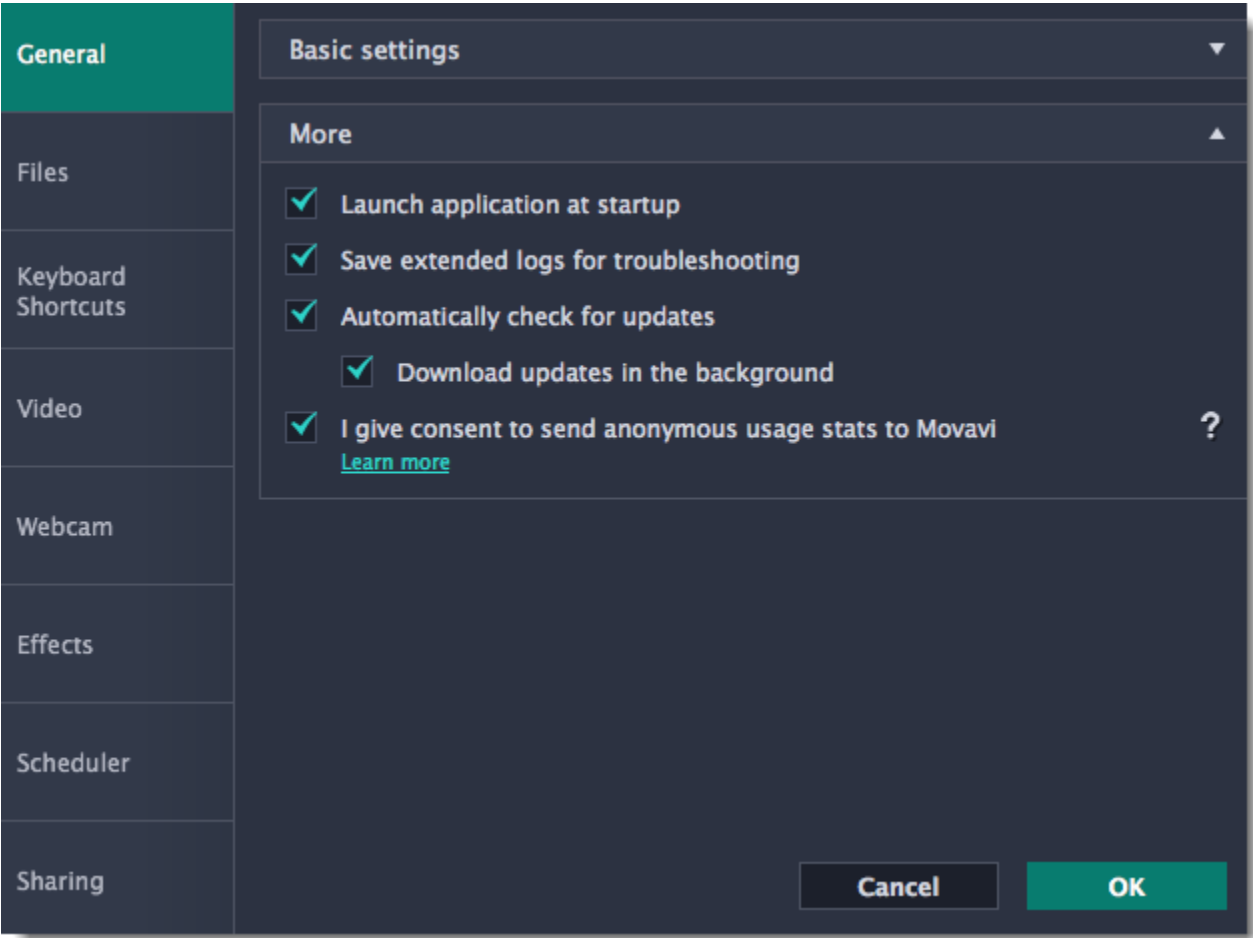 General
Files
Keyboard
Shortcuts
Video
Webcam
Effects
Scheduler
Sharing
Basic settings
More
Launch application at startup
Save extended logs for troubleshooting
Automatically check for updates
Download updates in the background
I give consent to send anonymous usage stats to Movavi
?
Learn more
Cancel
OK